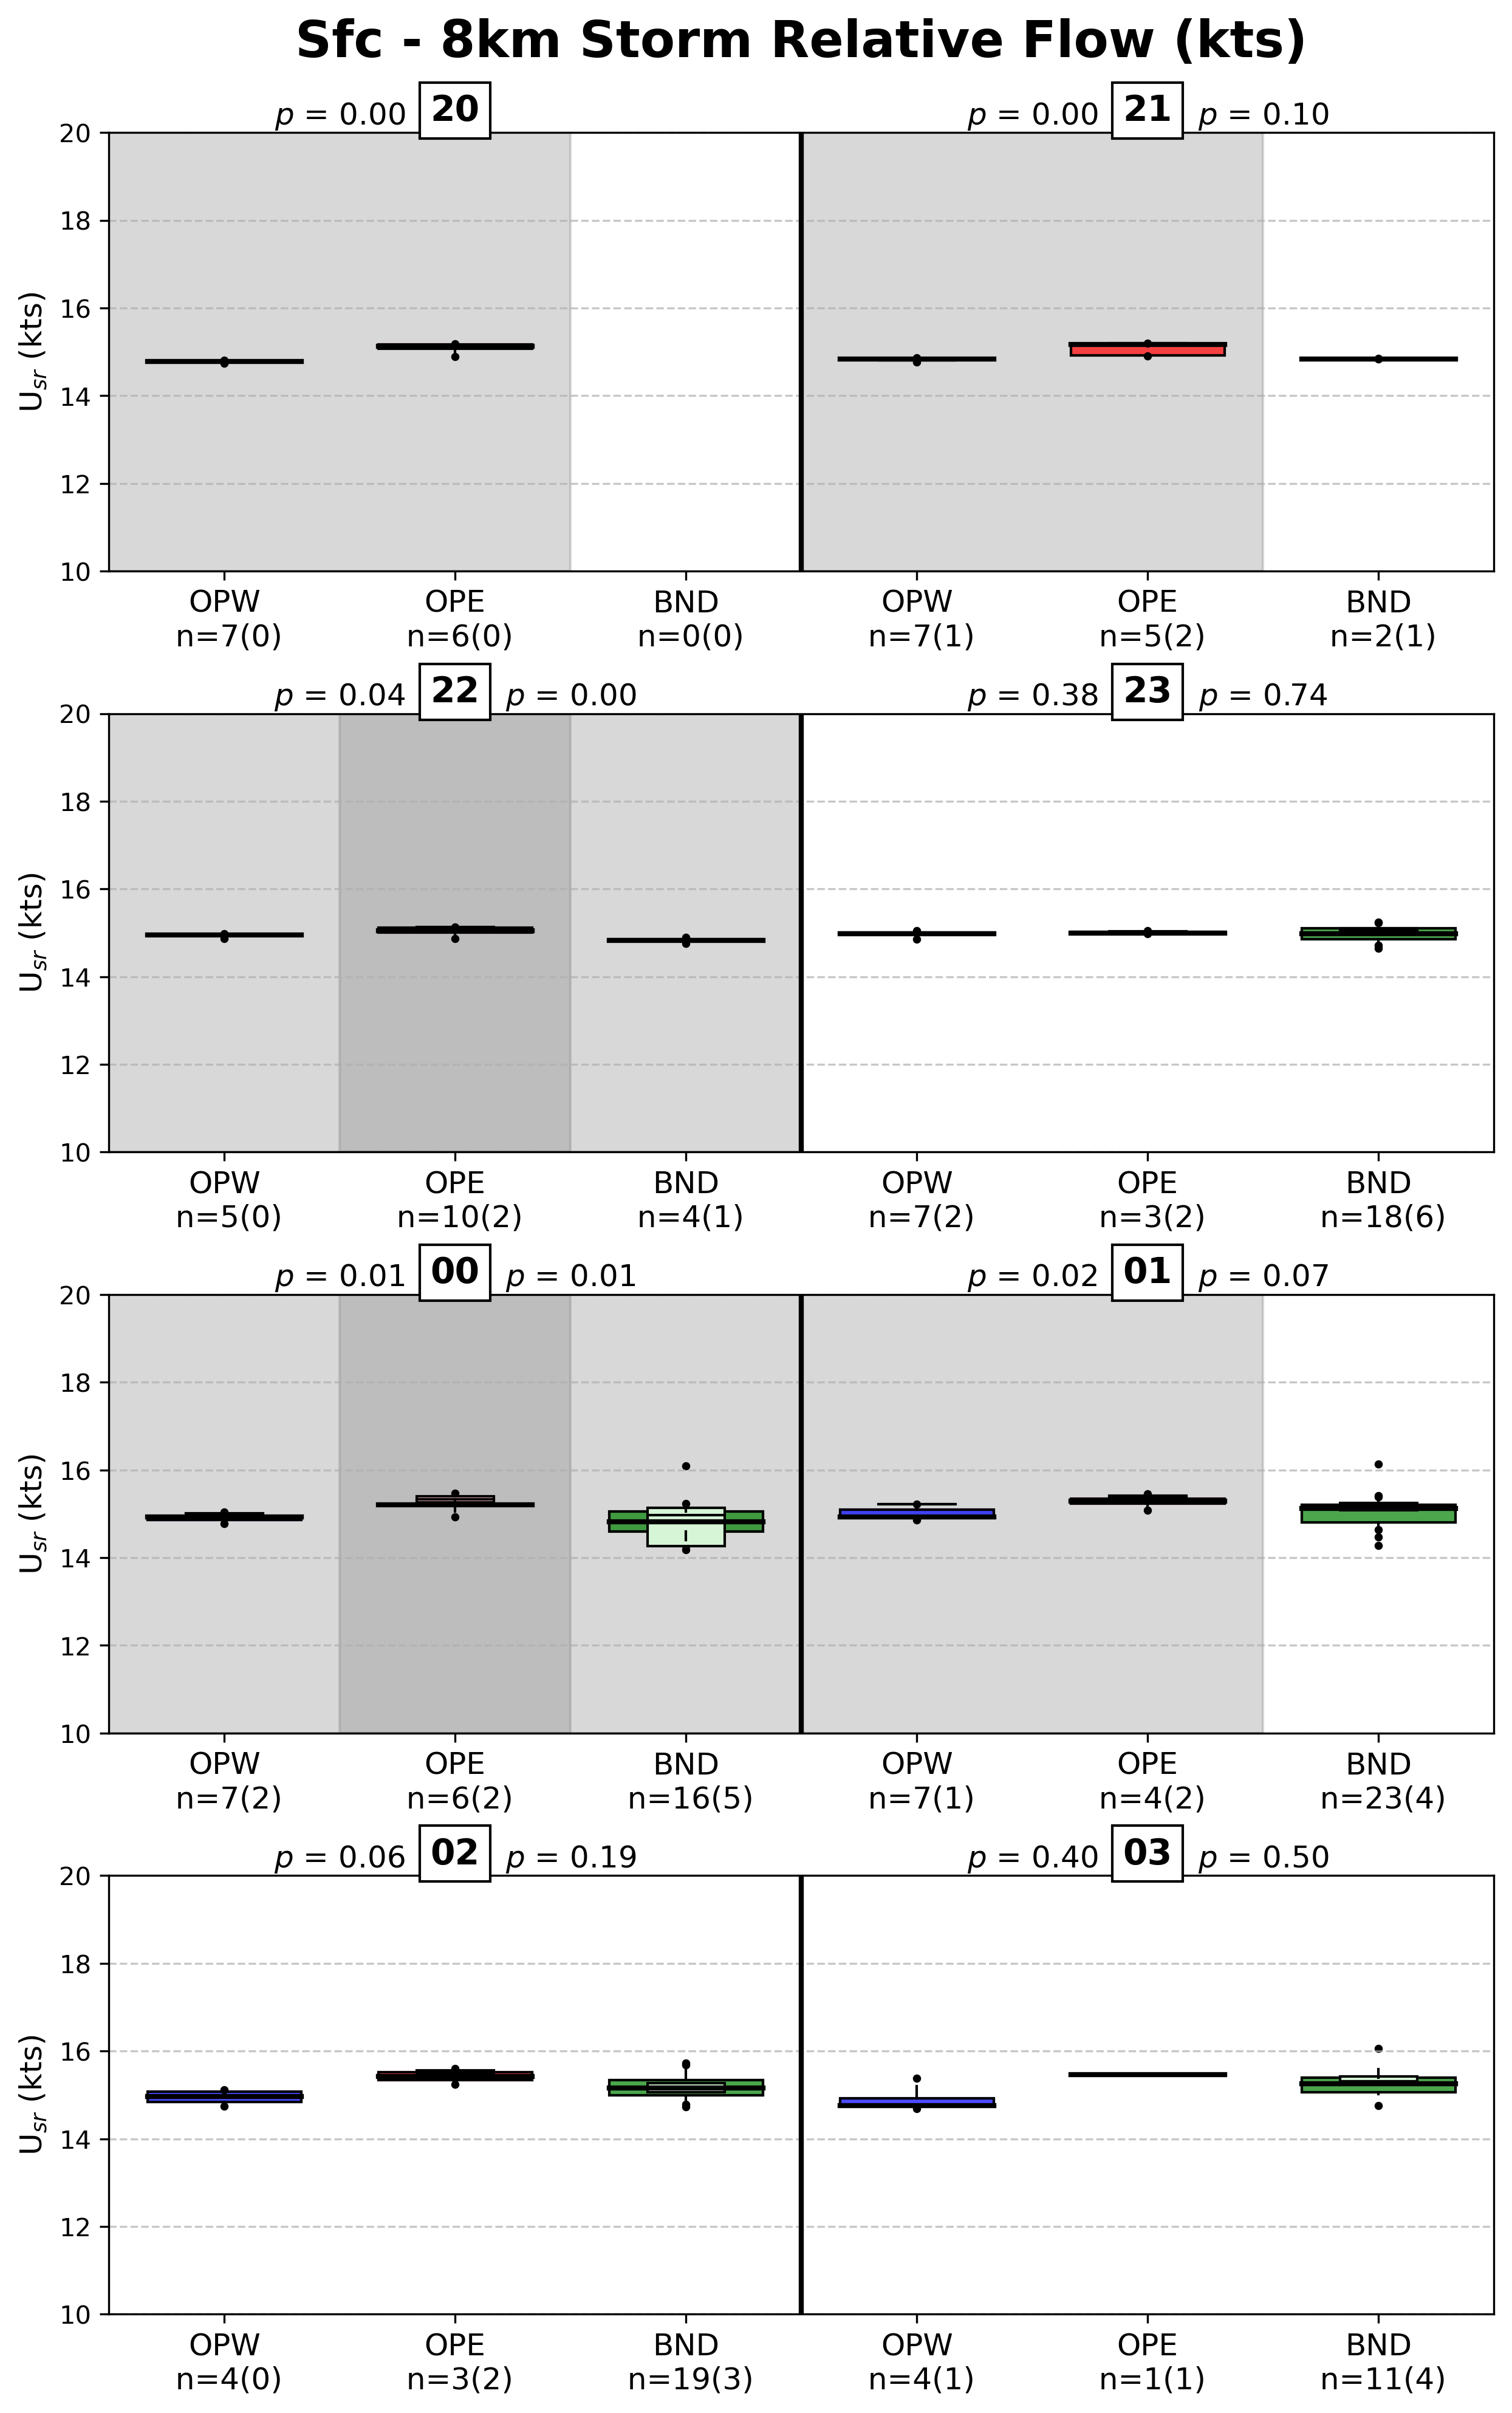 Sfc - 8km Storm Relative Flow (kts)
p = 0.00 20
p = 0.00 21 p = 0.10
20
18
16
14
12
10
U_sr (kts)
OPW OPE BND OPW OPE BND
n=7(0) n=6(0) n=0(0) n=7(1) n=5(2) n=2(1)
p = 0.04 22 p = 0.00
p = 0.38 23 p = 0.74
20
18
16
14
12
10
U_sr (kts)
OPW OPE BND OPW OPE BND
n=5(0) n=10(2) n=4(1) n=7(2) n=3(2) n=18(6)
p = 0.01 00 p = 0.01
p = 0.02 01 p = 0.07
20
18
16
14
12
10
U_sr (kts)
OPW OPE BND OPW OPE BND
n=7(2) n=6(2) n=16(5) n=7(1) n=4(2) n=23(4)
p = 0.06 02 p = 0.19
p = 0.40 03 p = 0.50
20
18
16
14
12
10
U_sr (kts)
OPW OPE BND OPW OPE BND
n=4(0) n=3(2) n=19(3) n=4(1) n=1(1) n=11(4)